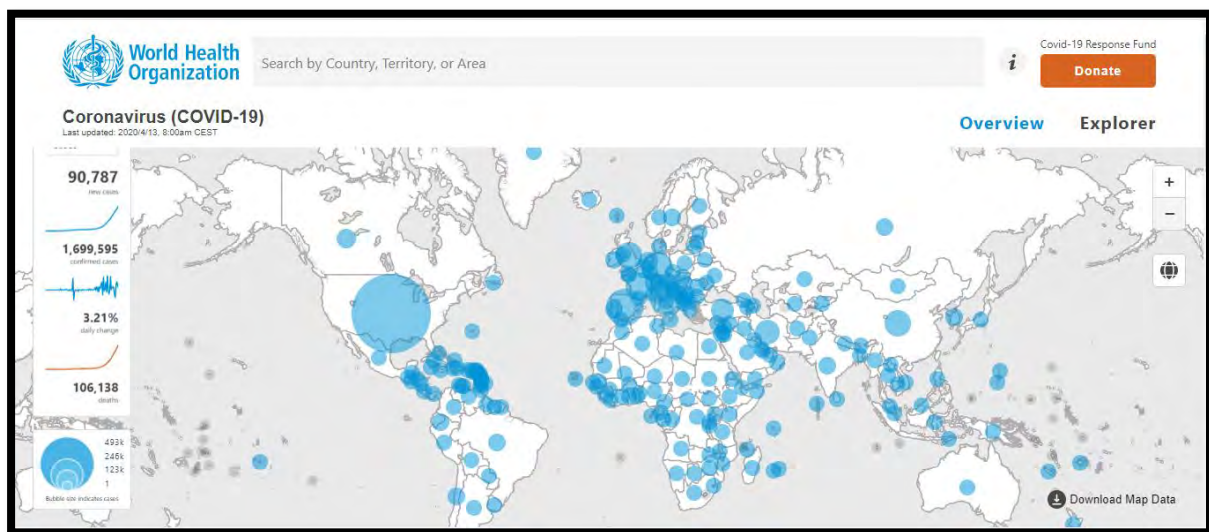 World Health
Organization
Search by Country, Territory, or Area
i
Covid-19 Response Fund
Donate
Coronavirus (COVID-19)
Last updated: 2020/4/13, 8:00am CEST
Overview
Explorer
90,787
new cases
1,699,595
confirmed cases
3.21%
daily change
106,138
deaths
493k
246k
123k
1
Bubble size indicates cases
+
−
Download Map Data